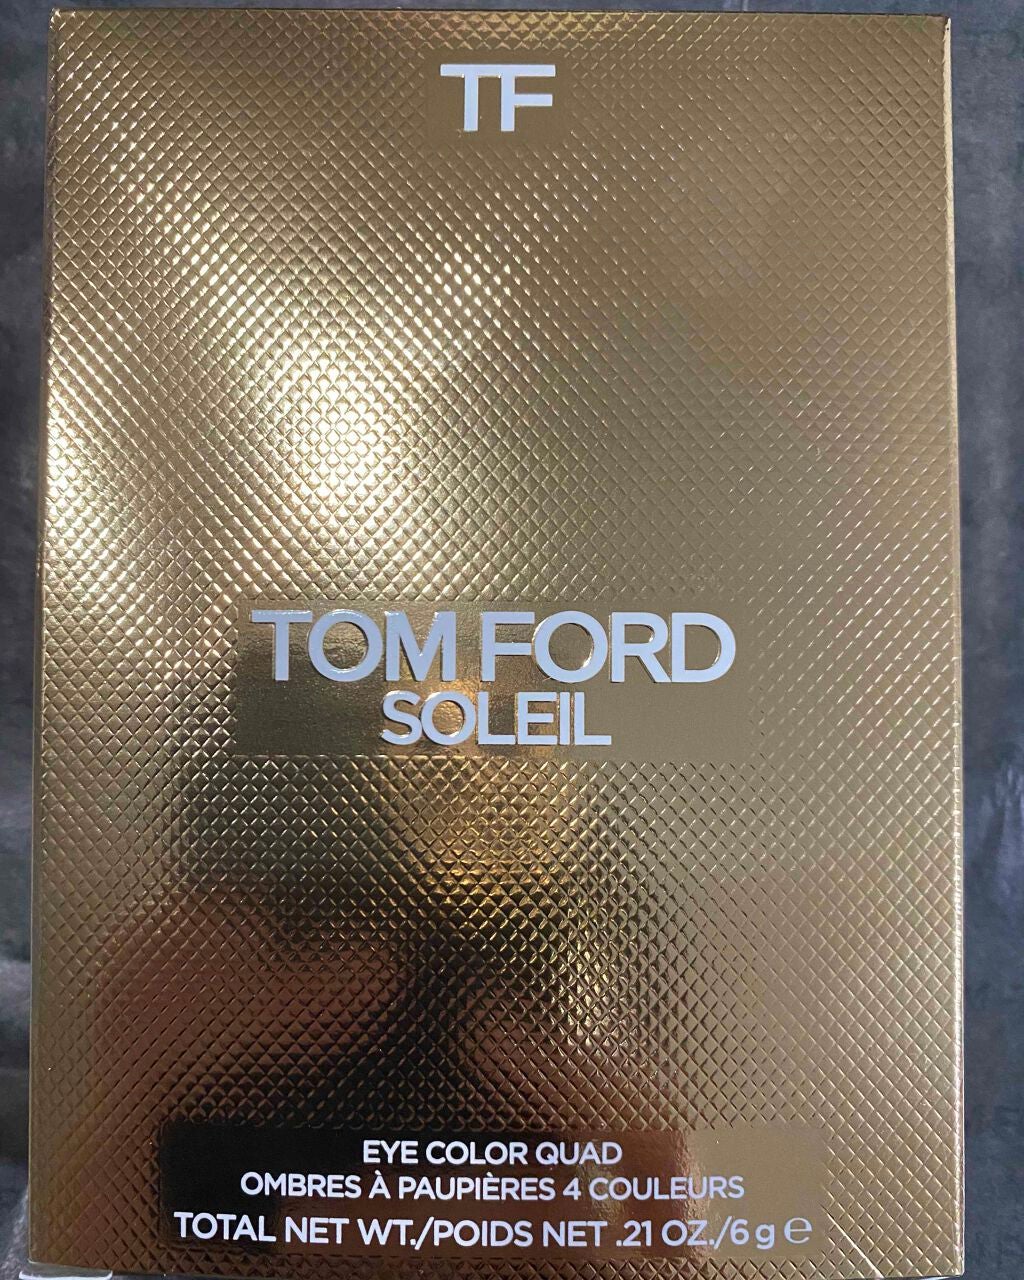 TF
TOM FORD
SOLEIL
EYE COLOR QUAD
OMBRES À PAUPIÈRES 4 COULEURS
TOTAL NET WT./POIDS NET .21 OZ./6 g ℮